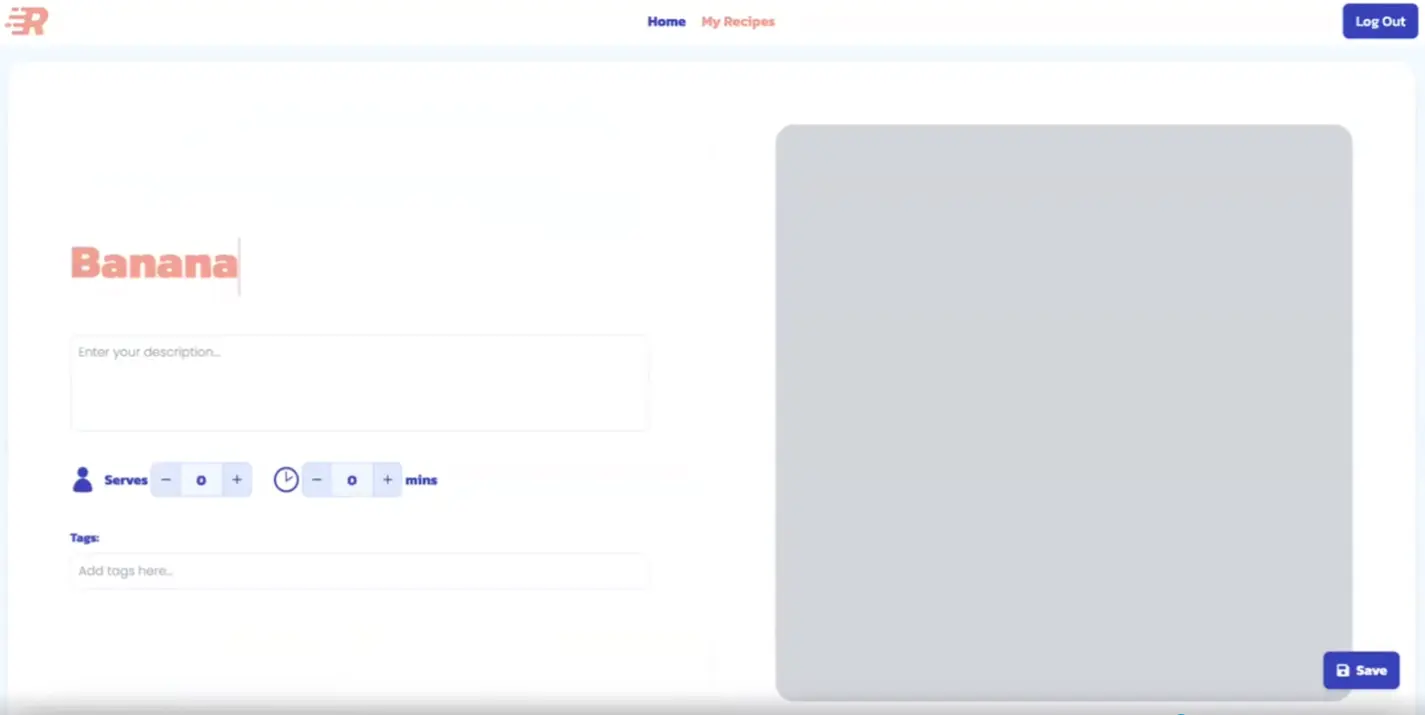 R
Home My Recipes
Log Out
Banana
Enter your description...
Serves − 0 + − 0 + mins
Tags:
Add tags here...
Save